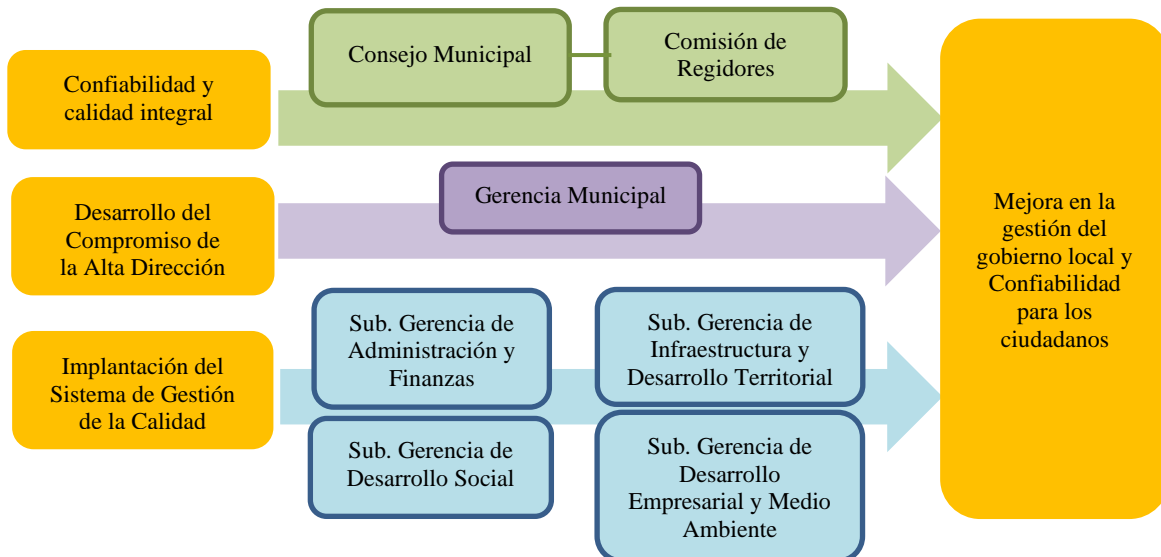 Confiabilidad y
calidad integral
Consejo Municipal
Comisión de
Regidores
Desarrollo del
Compromiso de
la Alta Dirección
Gerencia Municipal
Implantación del
Sistema de Gestión
de la Calidad
Sub. Gerencia de
Administración y
Finanzas
Sub. Gerencia de
Infraestructura y
Desarrollo Territorial
Sub. Gerencia de
Desarrollo Social
Sub. Gerencia de
Desarrollo
Empresarial y Medio
Ambiente
Mejora en la
gestión del
gobierno local y
Confiabilidad
para los
ciudadanos